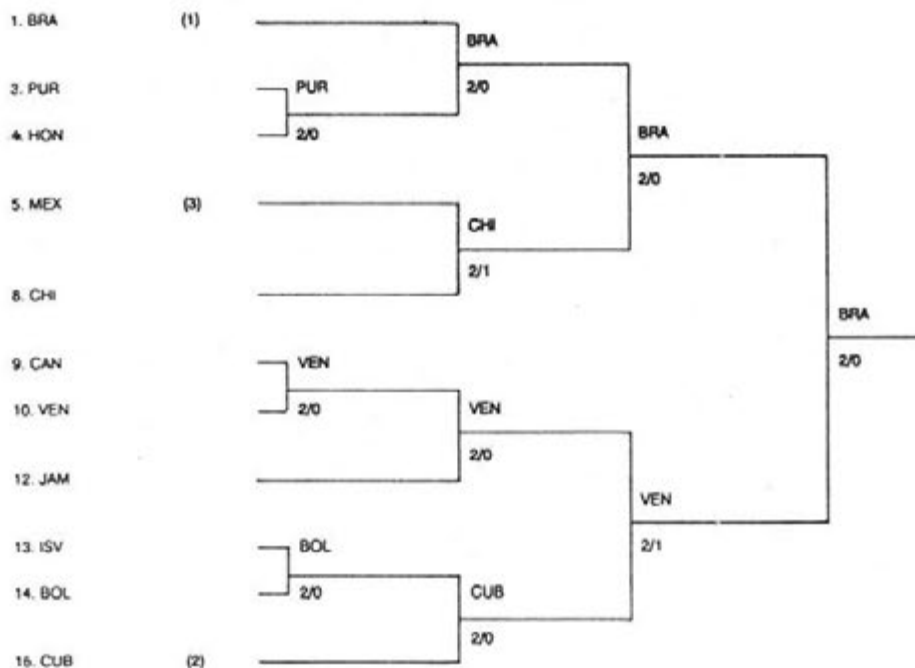 1. BRA (1)
BRA
3. PUR
PUR
2/0
4. HON
2/0
BRA
2/0
5. MEX (3)
CHI
2/1
8. CHI
BRA
2/0
9. CAN
VEN
10. VEN
2/0
VEN
2/0
12. JAM
VEN
2/1
13. ISV
BOL
14. BOL
2/0
CUB
2/0
16. CUB (2)